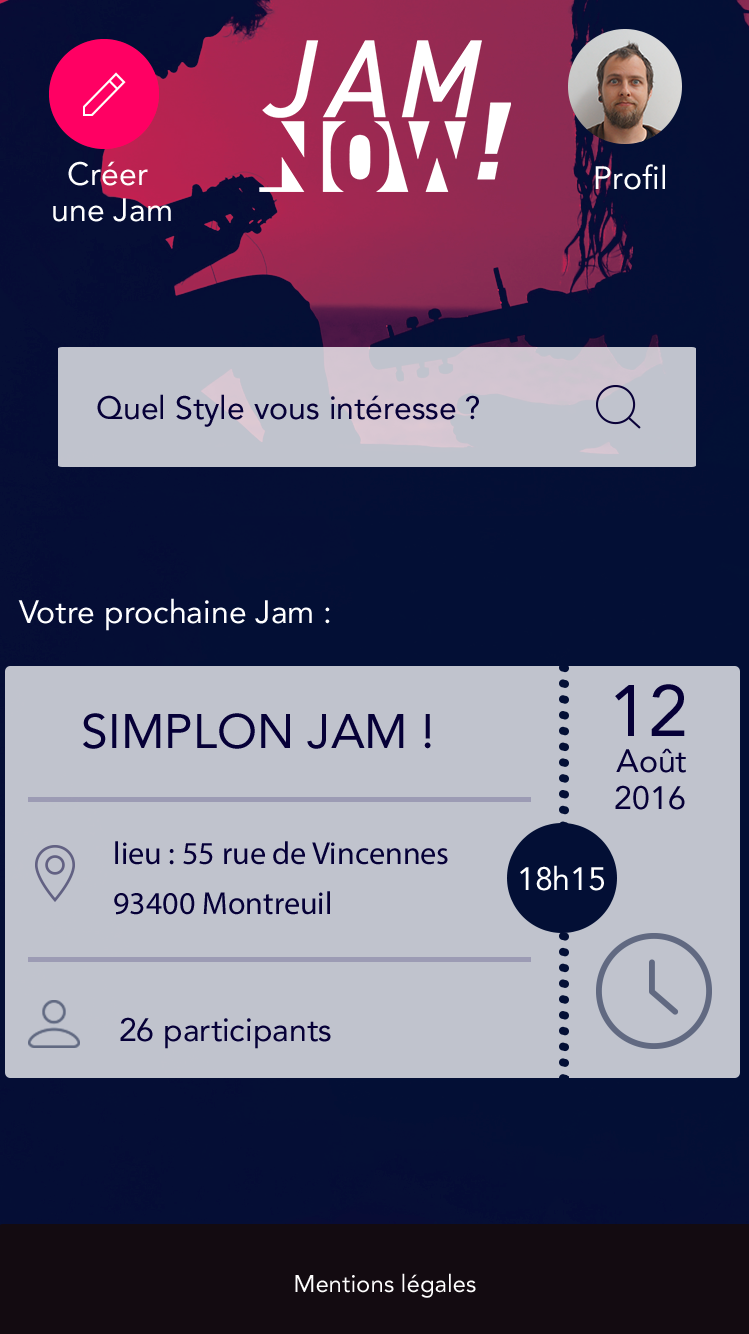 JAM
NOW!
Créer
une Jam
Profil
Quel Style vous intéresse ?
Votre prochaine Jam :
SIMPLON JAM !
12
Août
2016
lieu : 55 rue de Vincennes
93400 Montreuil
18h15
26 participants
Mentions légales